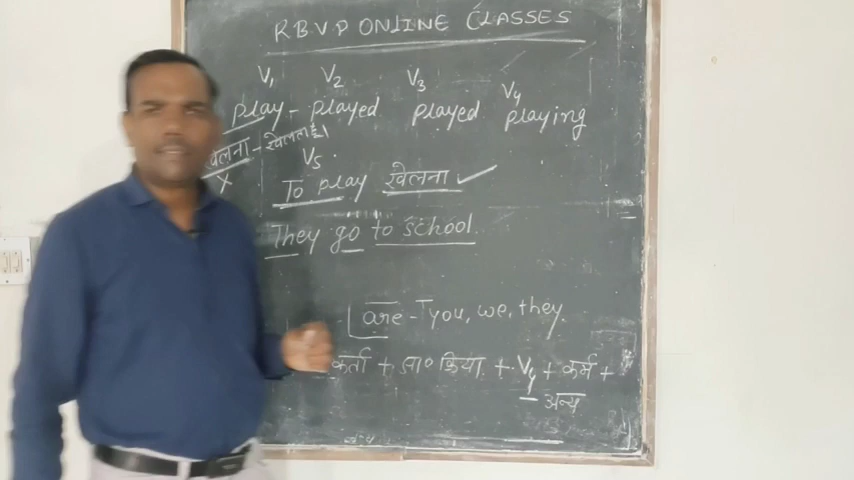 RBVP ONLINE CLASSES
V1 V2 V3 V4
play - played played playing
खेलना - खेलता है।
X V5
To play खेलना ✓
They go to school
are - you, we, they
कर्ता + सा० क्रिया + V4 + कर्म +
अन्य